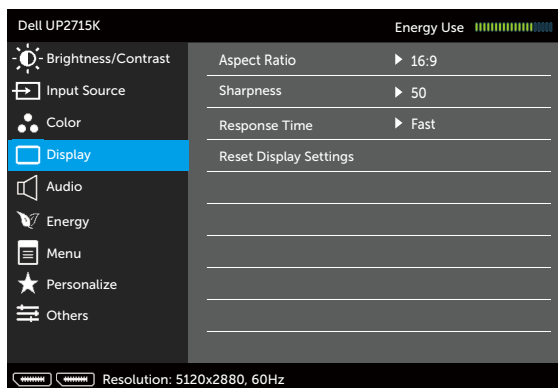 Dell UP2715K Energy Use
Brightness/Contrast Aspect Ratio 16:9
Input Source Sharpness 50
Color Response Time Fast
Display Reset Display Settings
Audio
Energy
Menu
Personalize
Others
Resolution: 5120x2880, 60Hz